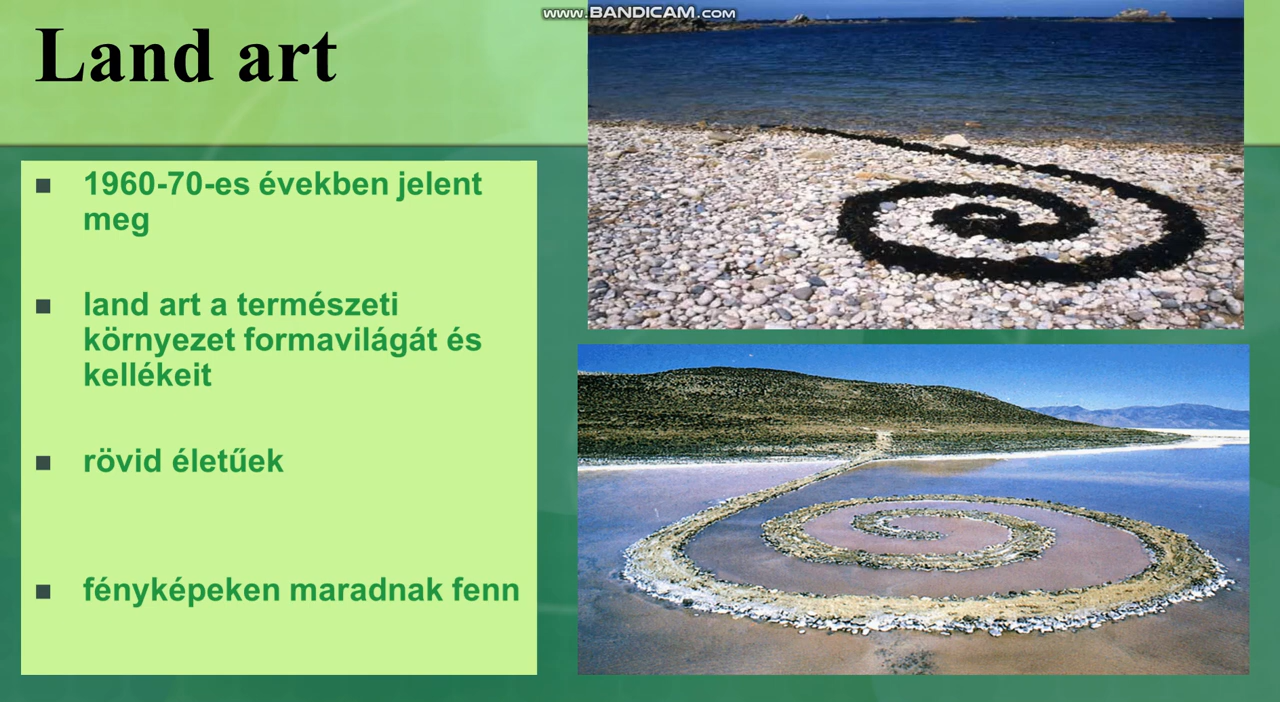 www.BANDICAM.com
Land art
1960-70-es években jelent
meg
land art a természeti
környezet formavilágát és
kellékeit
rövid életűek
fényképeken maradnak fenn